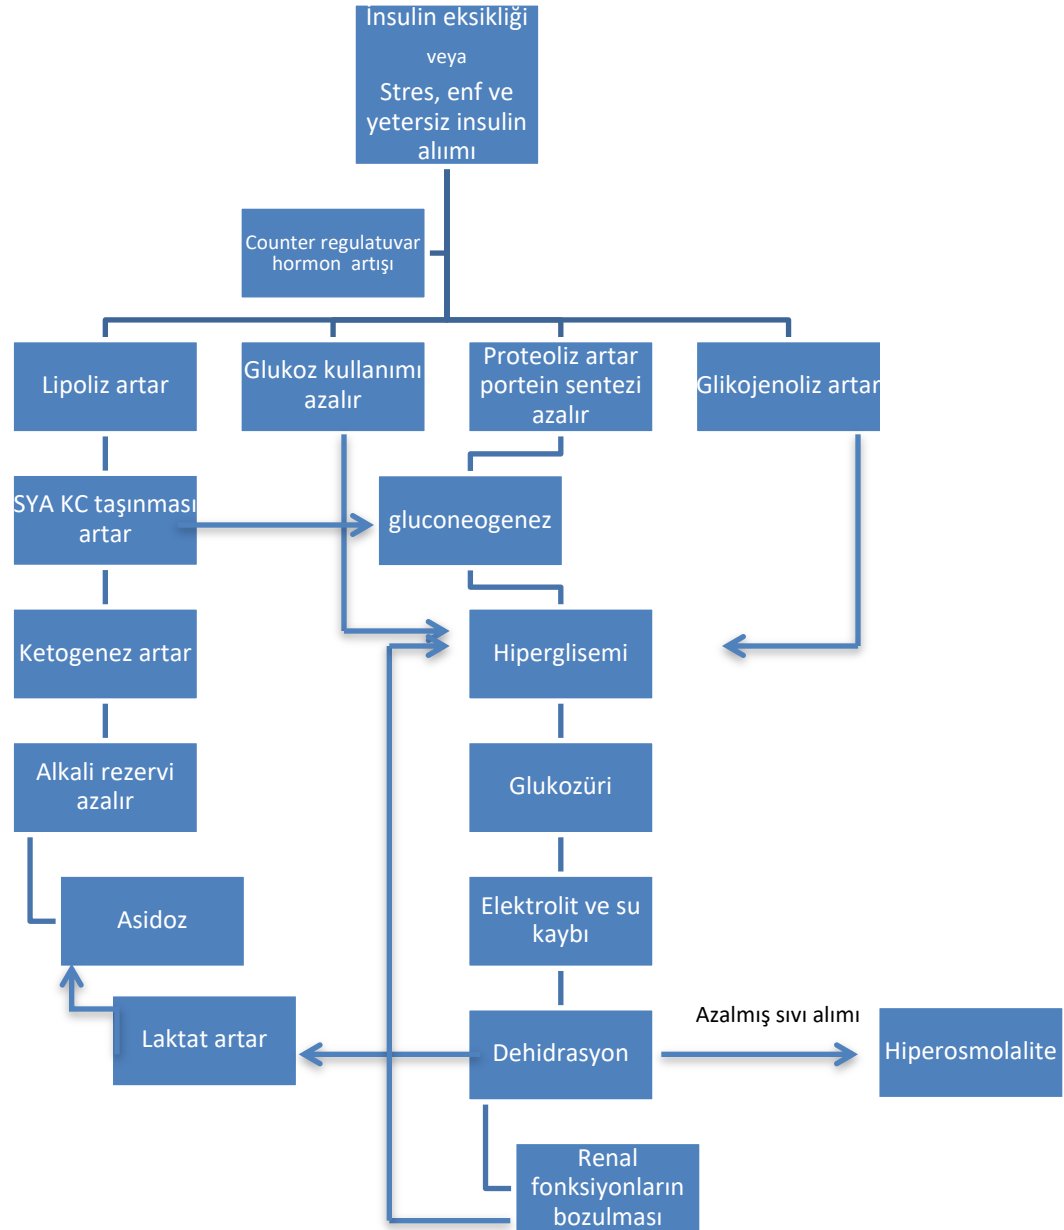 İnsulin eksikliği
veya
Stres, enf ve
yetersiz insulin
alıımı
Counter regulatuvar
hormon artışı
Lipoliz artar
Glukoz kullanımı
azalır
Proteoliz artar
portein sentezi
azalır
Glikojenoliz artar
SYA KC taşınması
artar
gluconeogenez
Ketogenez artar
Hiperglisemi
Alkali rezervi
azalır
Glukozüri
Asidoz
Elektrolit ve su
kaybı
Laktat artar
Dehidrasyon
Azalmış sıvı alımı
Hiperosmolalite
Renal
fonksiyonların
bozulması